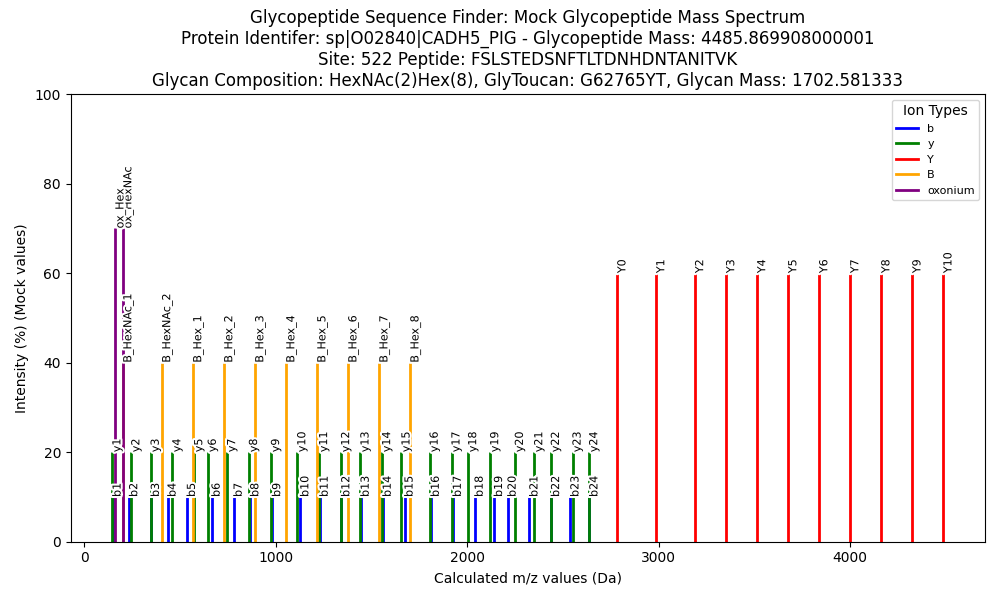 Glycopeptide Sequence Finder: Mock Glycopeptide Mass Spectrum
Protein Identifer: sp|O02840|CADH5_PIG - Glycopeptide Mass: 4485.869908000001
Site: 522 Peptide: FSLSTEDSNFTLTDNHDNTANITVK
Glycan Composition: HexNAc(2)Hex(8), GlyToucan: G62765YT, Glycan Mass: 1702.581333
Intensity (%) (Mock values)
100
80
60
40
20
0
Ion Types
b
y
Y
B
oxonium
ox_Hex
ox_HexNAc
Y0
Y1
Y2
Y3
Y4
Y5
Y6
Y7
Y8
Y9
Y10
B_HexNAc_1
B_HexNAc_2
B_Hex_1
B_Hex_2
B_Hex_3
B_Hex_4
B_Hex_5
B_Hex_6
B_Hex_7
B_Hex_8
y1
y2
y3
y4
y5
y6
y7
y8
y9
y10
y11
y12
y13
y14
y15
y16
y17
y18
y19
y20
y21
y22
y23
y24
b1
b2
b3
b4
b5
b6
b7
b8
b9
b10
b11
b12
b13
b14
b15
b16
b17
b18
b19
b20
b21
b22
b23
b24
0
1000
2000
3000
4000
Calculated m/z values (Da)